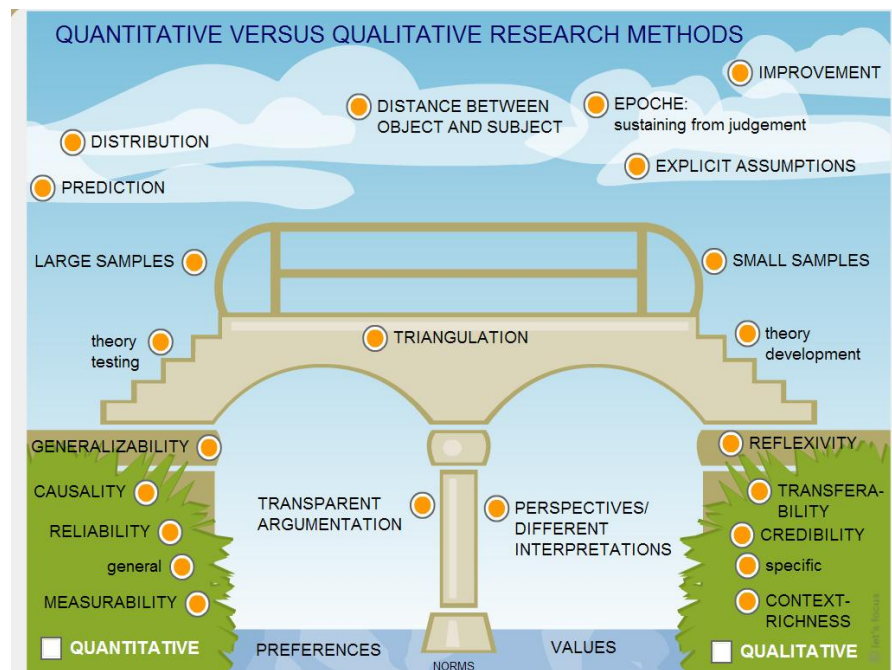 QUANTITATIVE VERSUS QUALITATIVE RESEARCH METHODS
IMPROVEMENT
DISTANCE BETWEEN
OBJECT AND SUBJECT
EPOCHE:
sustaining from judgement
DISTRIBUTION
EXPLICIT ASSUMPTIONS
PREDICTION
LARGE SAMPLES
SMALL SAMPLES
theory
testing
TRIANGULATION
theory
development
GENERALIZABILITY
REFLEXIVITY
CAUSALITY
TRANSFERA-
BILITY
TRANSPARENT
ARGUMENTATION
PERSPECTIVES/
DIFFERENT
INTERPRETATIONS
RELIABILITY
CREDIBILITY
general
specific
MEASURABILITY
CONTEXT-
RICHNESS
QUANTITATIVE
PREFERENCES
NORMS
VALUES
QUALITATIVE
let's focus